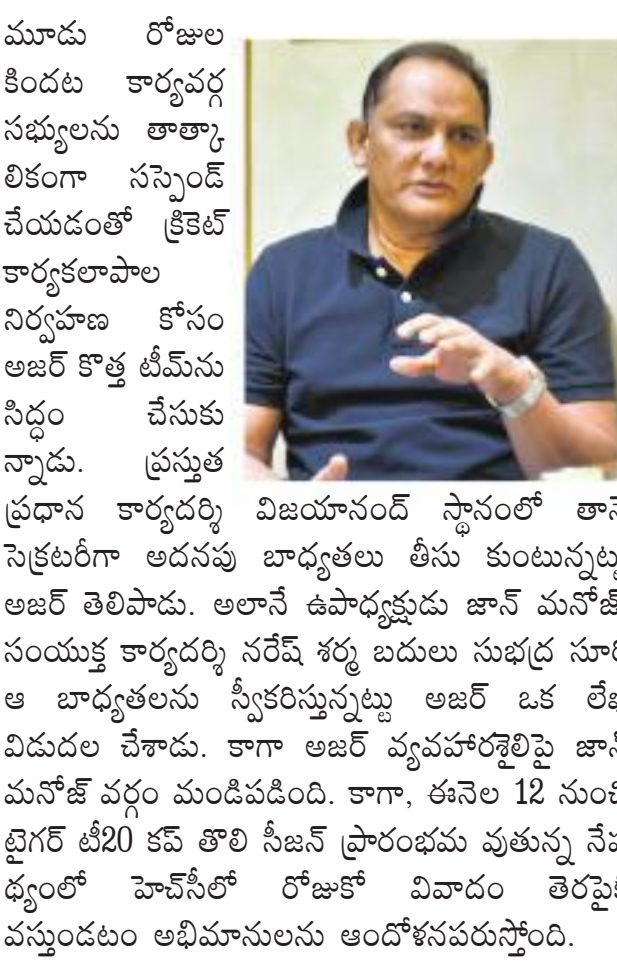 మూడు రోజుల
కిందట కార్యవర్గ
సభ్యులను తాత్కా
లికంగా సస్పెండ్
చేయడంతో క్రికెట్
కార్యకలాపాల
నిర్వహణ కోసం
అజర్ కొత్త టీమ్‌ను
సిద్ధం చేసుకు
న్నాడు. ప్రస్తుత
ప్రధాన కార్యదర్శి విజయానంద్ స్థానంలో తానే
సెక్రటరీగా అదనపు బాధ్యతలు తీసు కుంటున్నట్టు
అజర్ తెలిపాడు. అలానే ఉపాధ్యక్షుడు జాన్ మనోజ్
సంయుక్త కార్యదర్శి నరేష్ శర్మ బదులు సుభద్ర సూరి
ఆ బాధ్యతలను స్వీకరిస్తున్నట్టు అజర్ ఒక లేఖ
విడుదల చేశాడు. కాగా అజర్ వ్యవహారశైలిపై జాన్
మనోజ్ వర్గం మండిపడింది. కాగా, ఈనెల 12 నుంచి
టైగర్ టీ20 కప్ తొలి సీజన్ ప్రారంభమ వుతున్న నేప
థ్యంలో హెచ్‌సీలో రోజుకో వివాదం తెరపైకి
వస్తుండటం అభిమానులను ఆందోళనపరుస్తోంది.